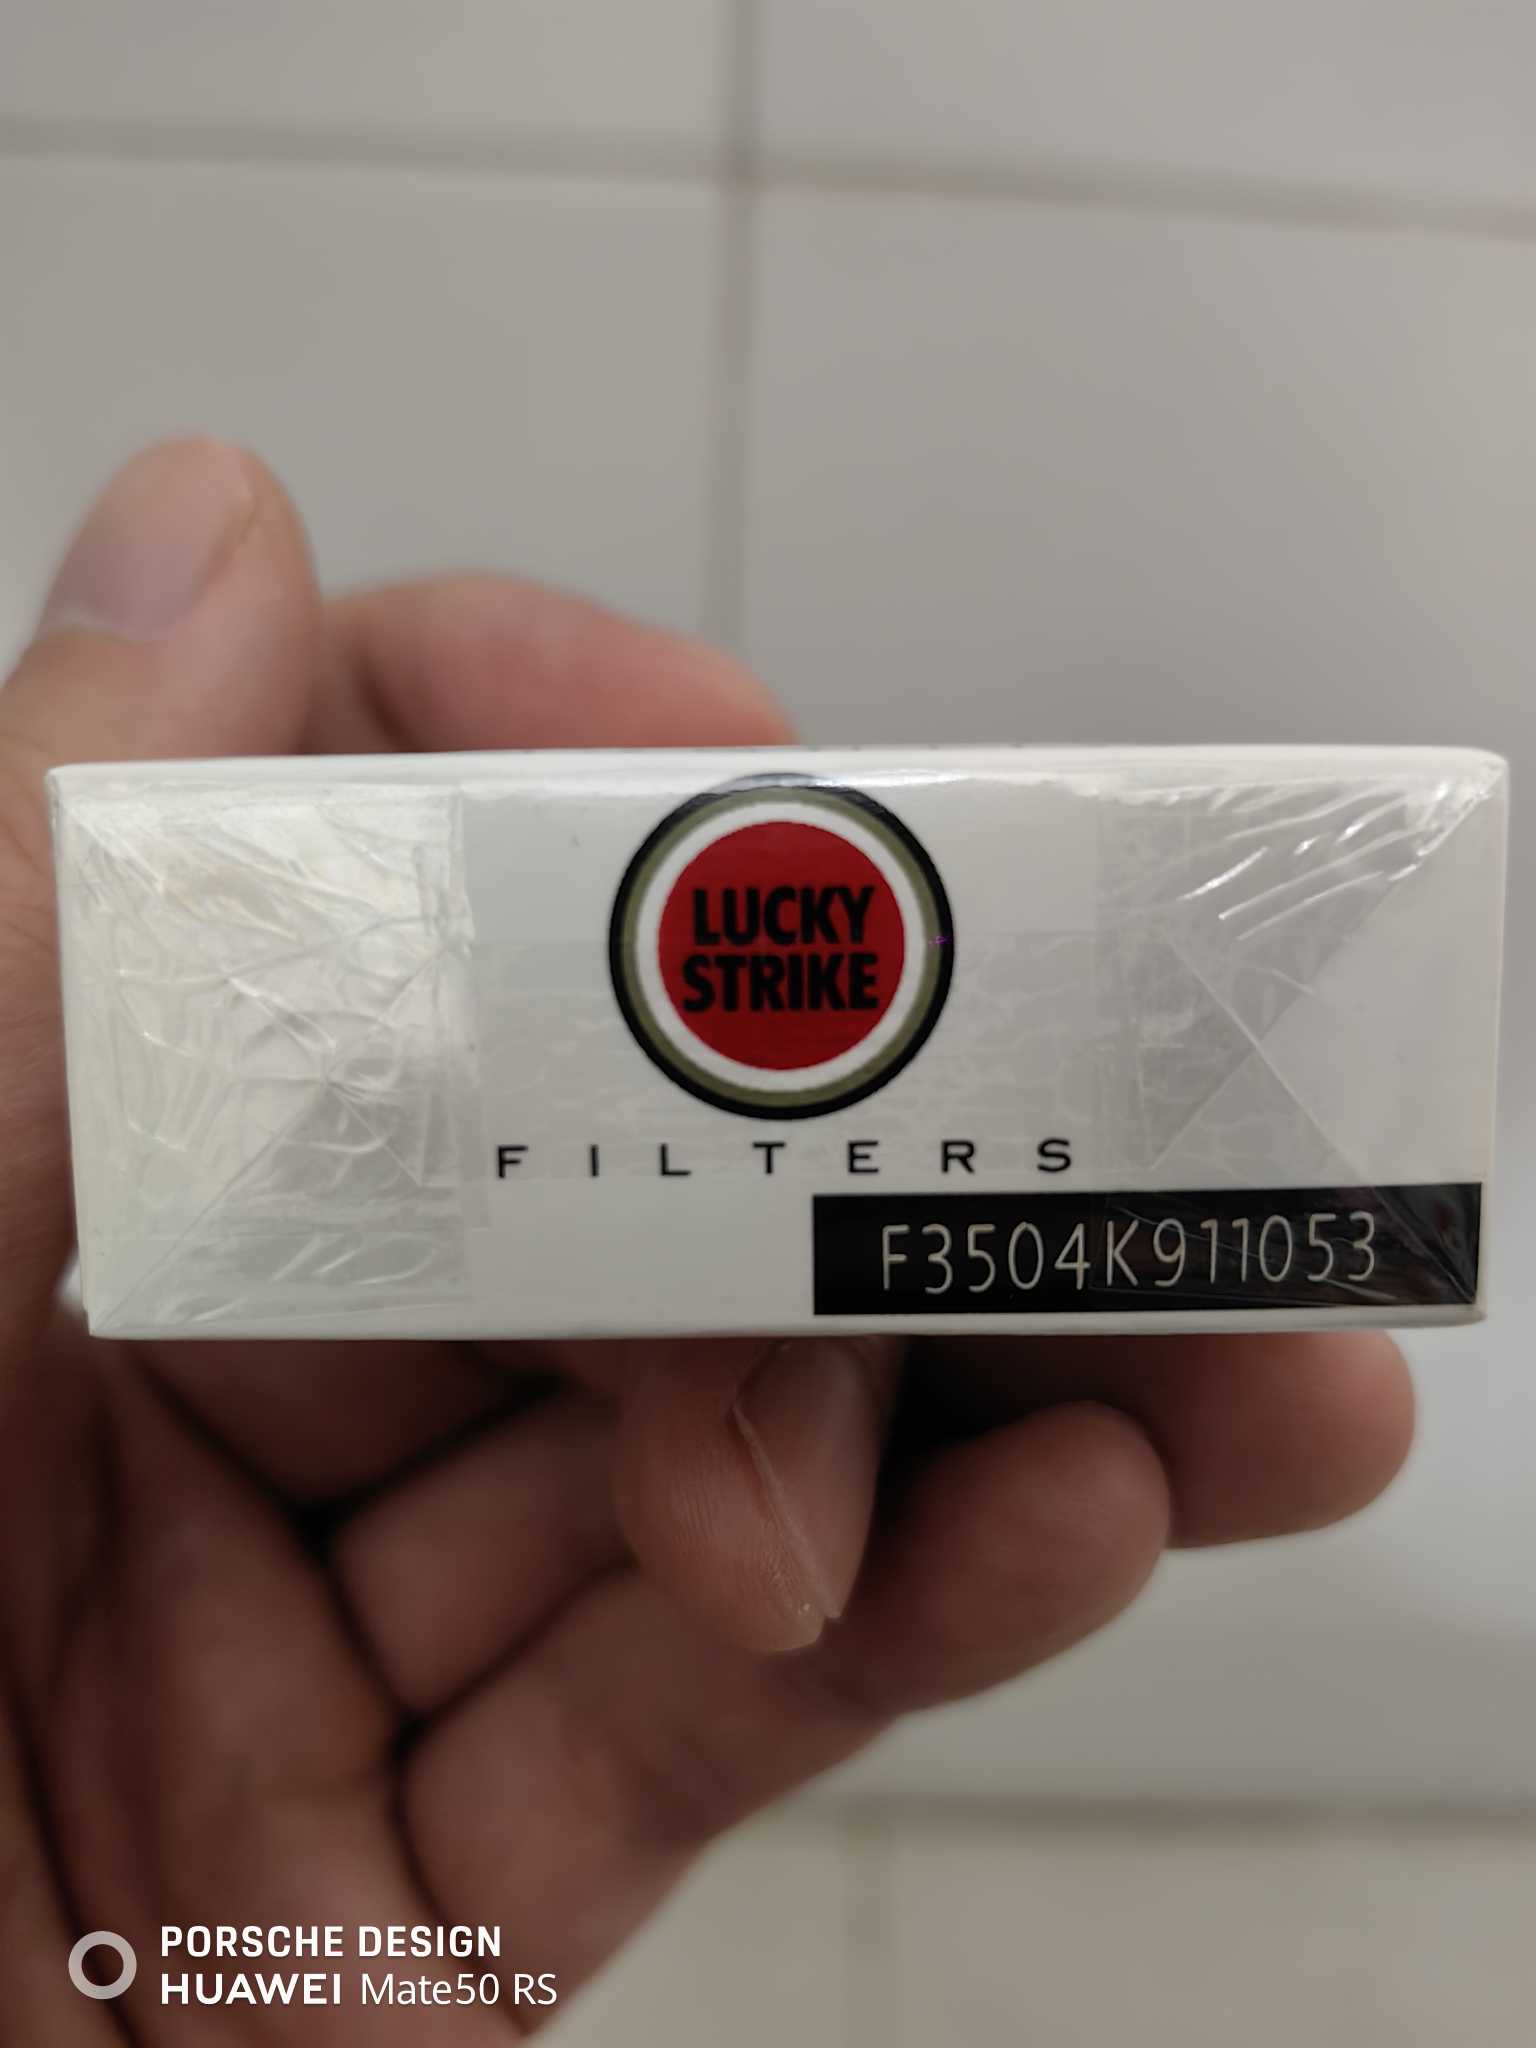 LUCKY
STRIKE
FILTERS
F3504K911053
PORSCHE DESIGN
HUAWEI Mate50 RS